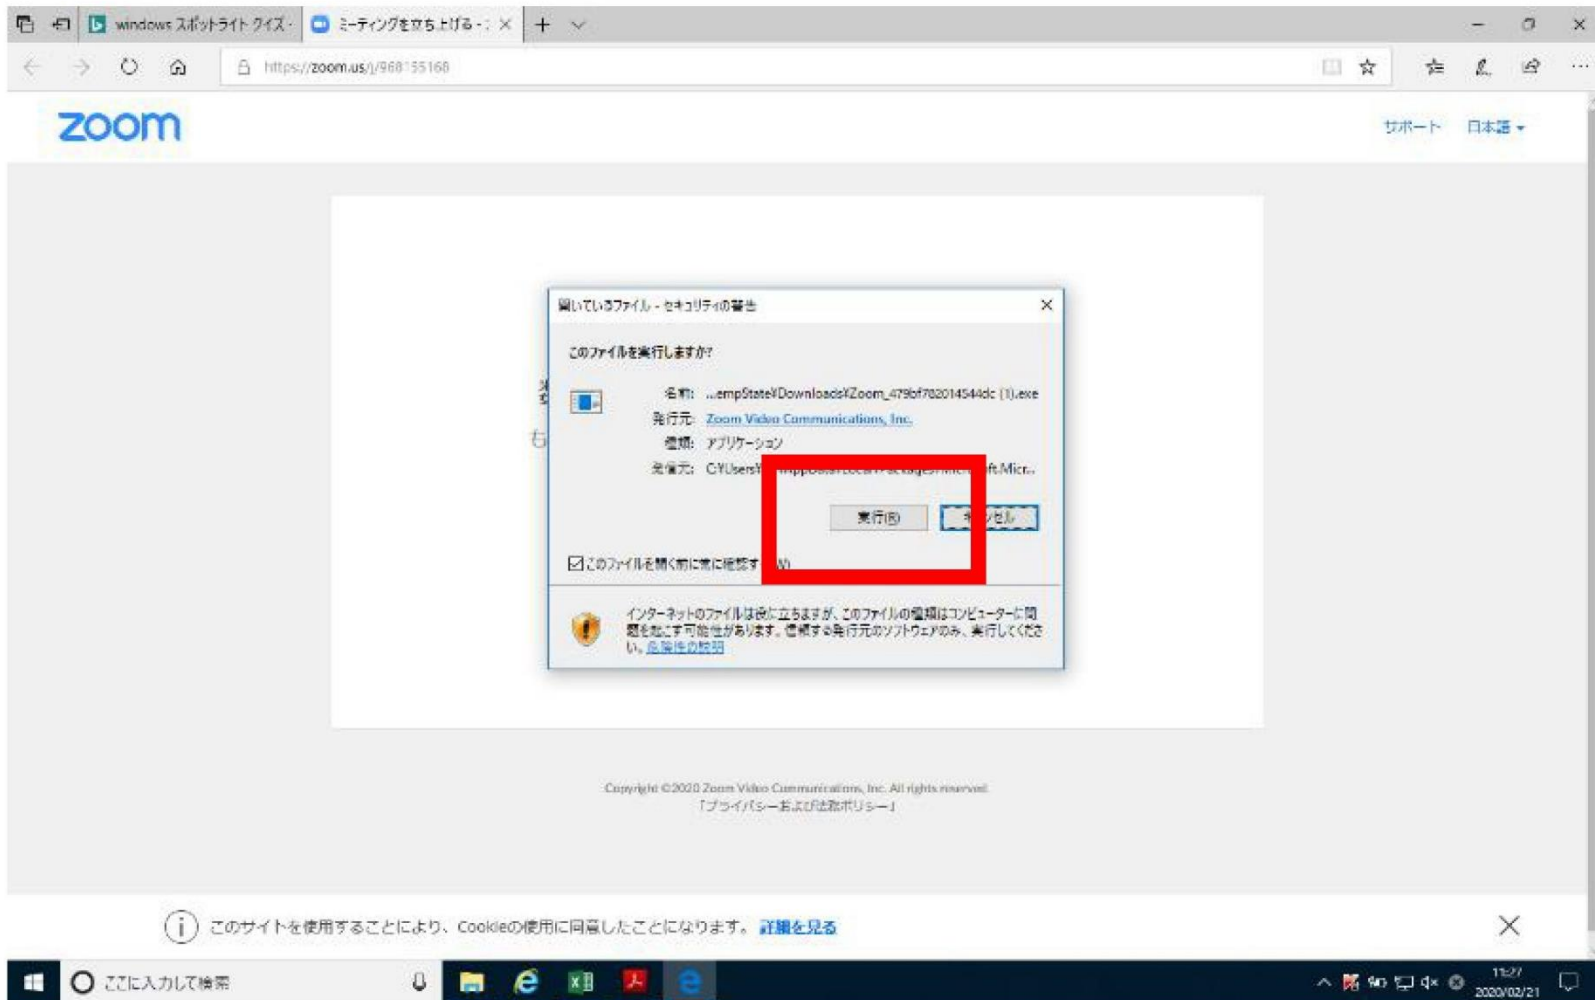 windows スポットライト クイズ -
ミーティングを立ち上げる -
https://zoom.us/j/968155168
zoom
サポート 日本語
開いているファイル - セキュリティの警告
このファイルを実行しますか?
名前: ...empState¥Downloads¥Zoom_479bf782014544dc (1).exe
発行元: Zoom Video Communications, Inc.
種類: アプリケーション
発信元: C:¥Users¥
実行(R)
このファイルを開く前に常に確認す
インターネットのファイルは役に立ちますが、このファイルの種類はコンピューターに問
題を起こす可能性があります。信頼する発行元のソフトウェアのみ、実行してくださ
い。危険性の説明
Copyright ©2020 Zoom Video Communications, Inc. All rights reserved.
「プライバシーおよび法務ポリシー」
このサイトを使用することにより、Cookieの使用に同意したことになります。 詳細を見る
ここに入力して検索
11:27
2020/02/21